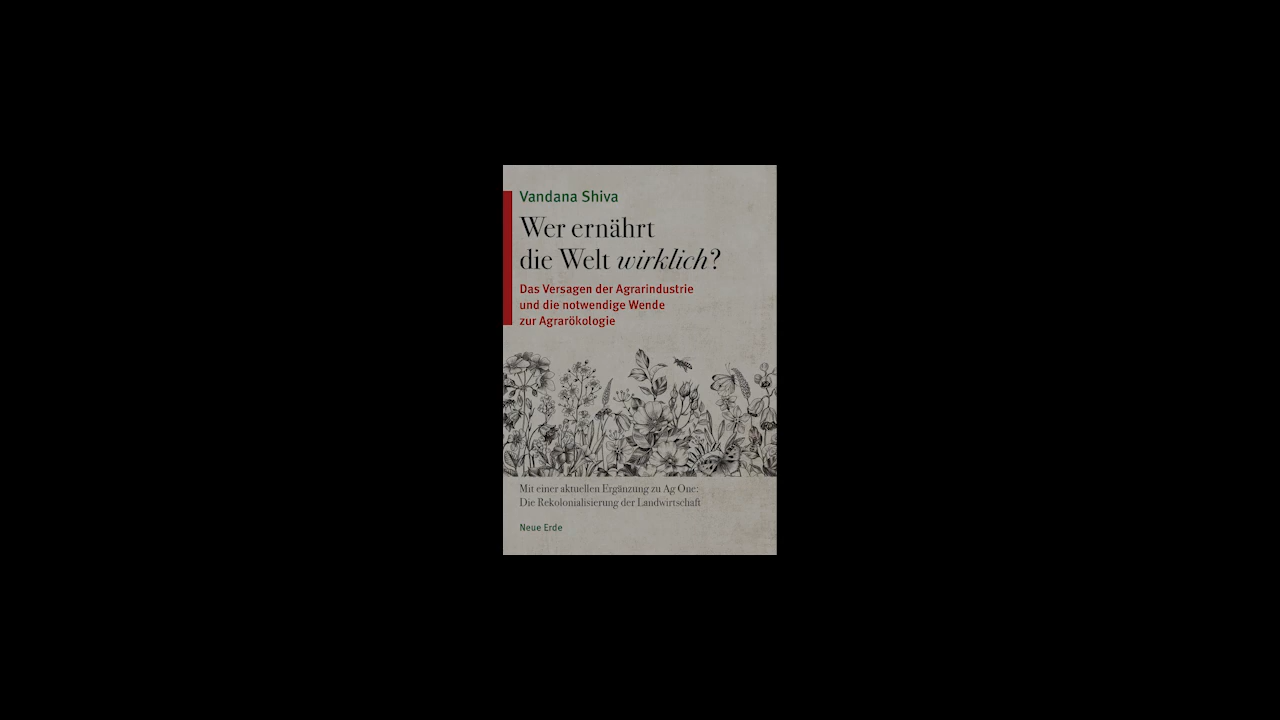 Vandana Shiva
Wer ernährt
die Welt wirklich?
Das Versagen der Agrarindustrie
und die notwendige Wende
zur Agrarökologie
Mit einer aktuellen Ergänzung zu Ag One:
Die Rekolonialisierung der Landwirtschaft
Neue Erde